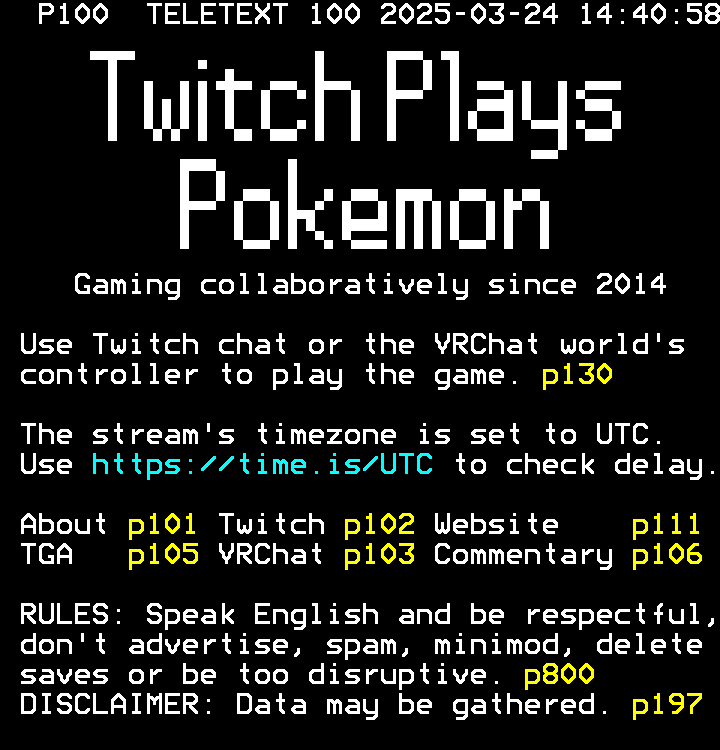 P100  TELETEXT 100 2025-03-24 14:40:58
Twitch Plays
Pokemon
Gaming collaboratively since 2014
Use Twitch chat or the VRChat world's
controller to play the game. p130
The stream's timezone is set to UTC.
Use https://time.is/UTC to check delay.
About p101 Twitch p102 Website    p111
TGA   p105 VRChat p103 Commentary p106
RULES: Speak English and be respectful,
don't advertise, spam, minimod, delete
saves or be too disruptive. p800
DISCLAIMER: Data may be gathered. p197